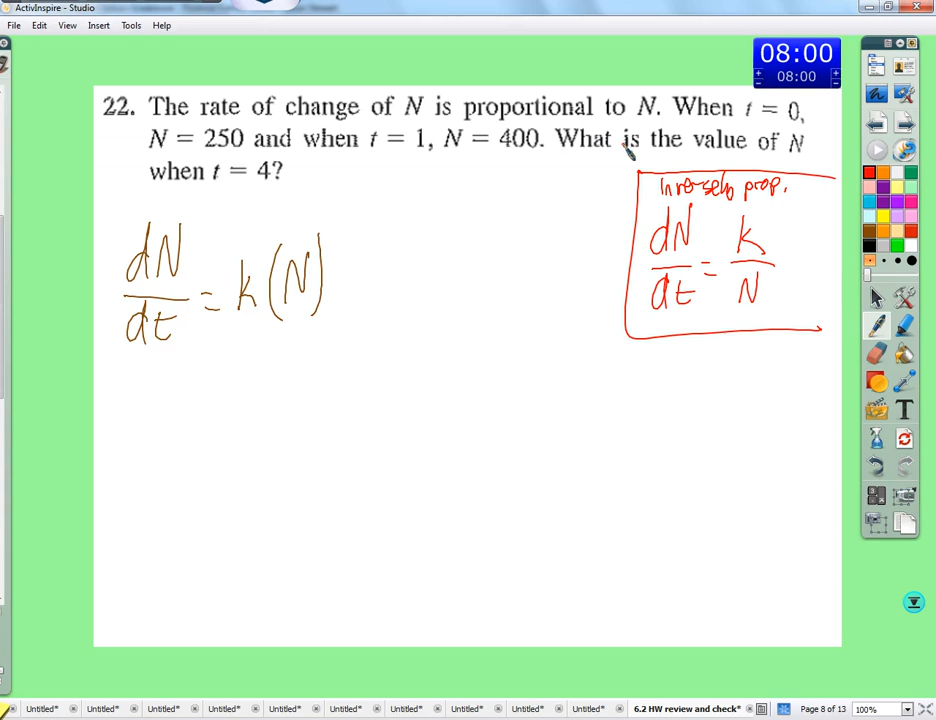 ActivInspire - Studio
File Edit View Insert Tools Help
08:00
08:00
22. The rate of change of N is proportional to N. When t = 0,
N = 250 and when t = 1, N = 400. What is the value of N
when t = 4?
Inversely prop.
dN/dt = k/N
dN/dt = k(N)
T
Untitled* Untitled* Untitled* Untitled* Untitled* Untitled* Untitled* Untitled* Untitled* Untitled* 6.2 HW review and check* Page 8 of 13 100%